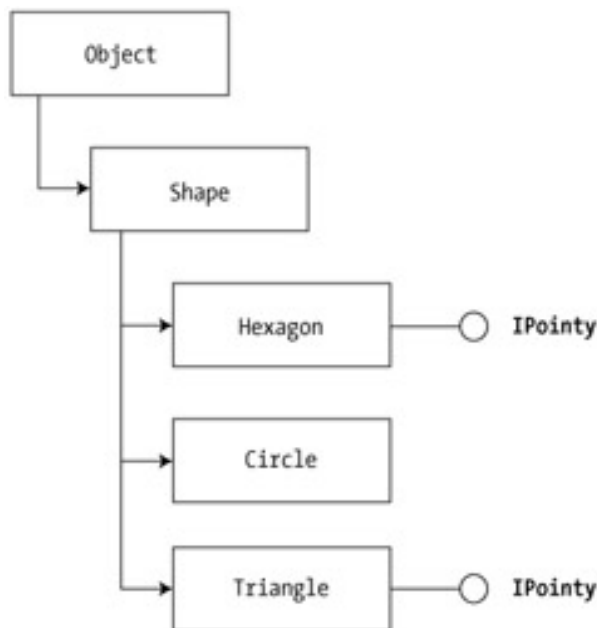 Object
Shape
Hexagon
IPointy
Circle
Triangle
IPointy